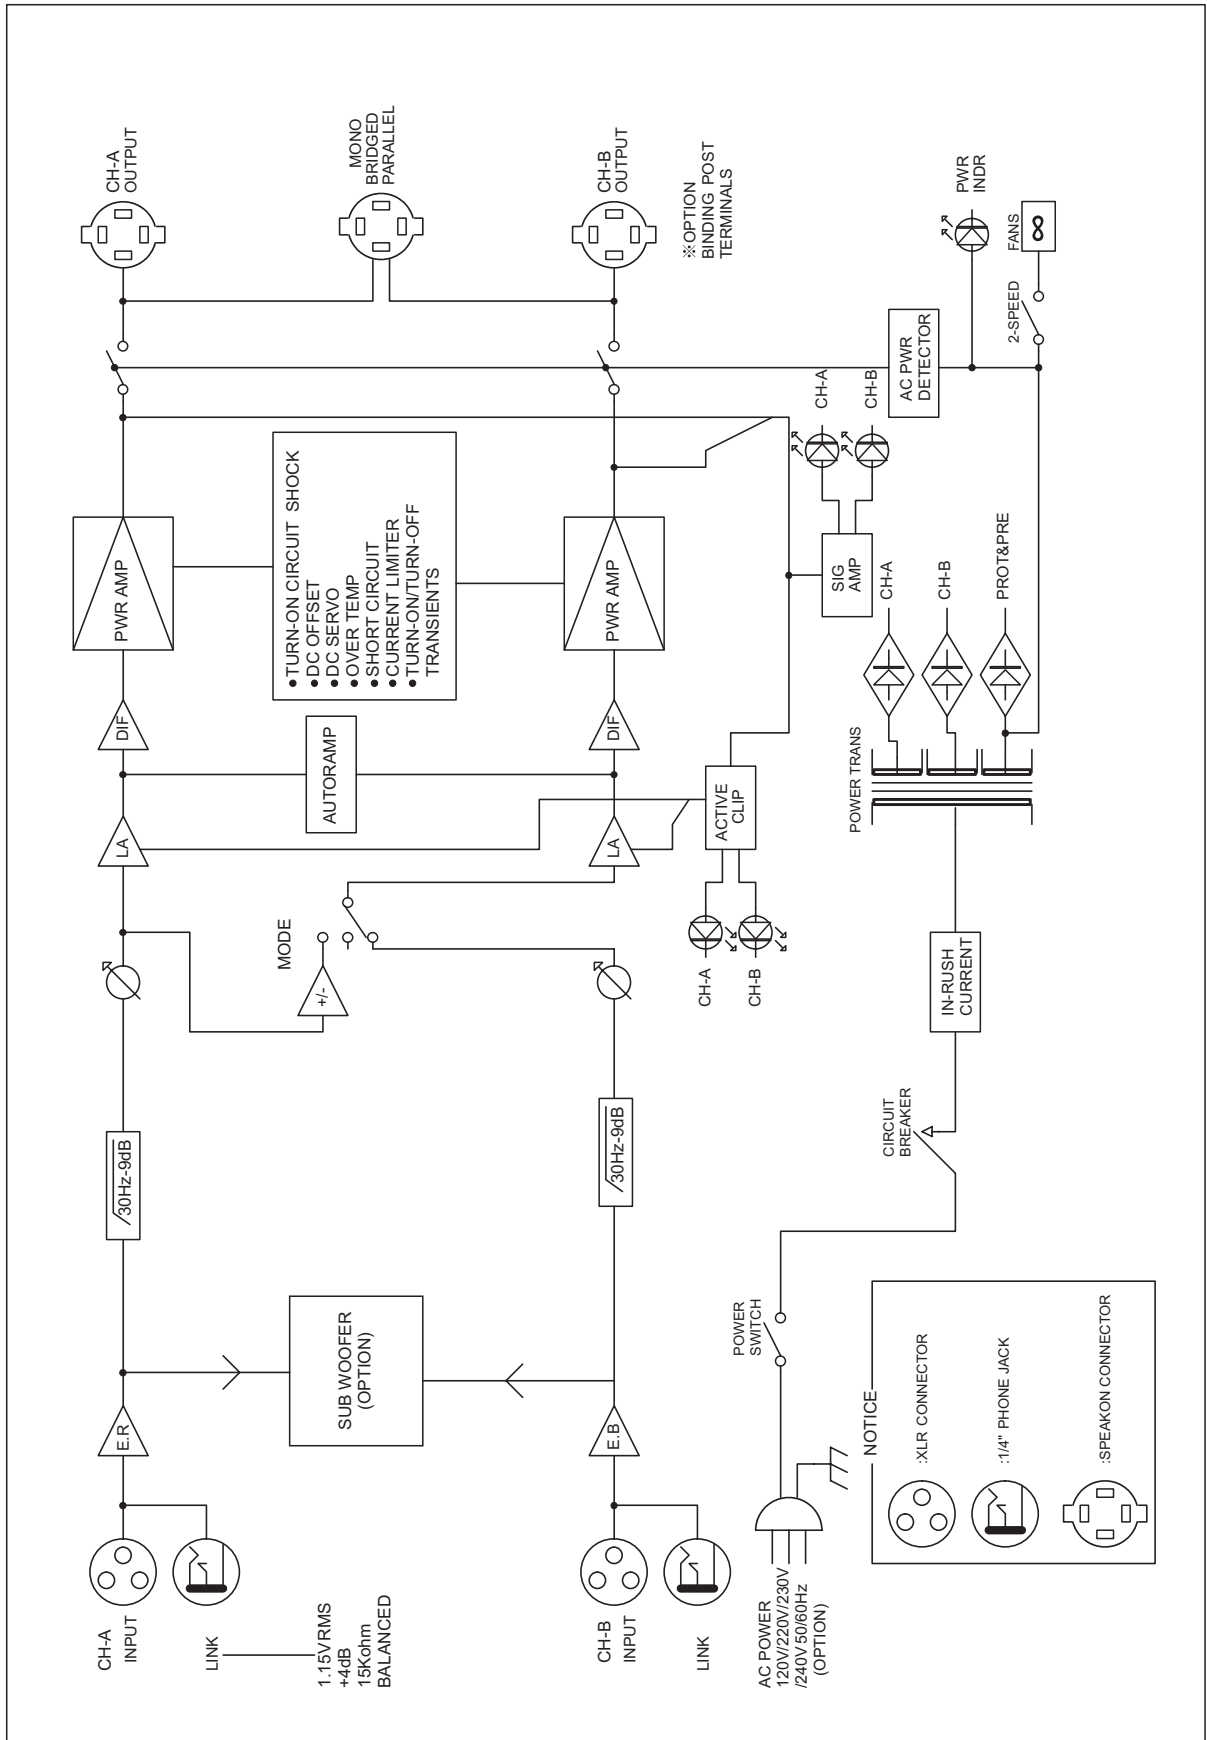 CH-A
INPUT
LINK
1.15V RMS
+4dB
15Kohm
BALANCED
E.R
SUB WOOFER
(OPTION)
/30Hz-9dB
+/-
MODE
LA
AUTORAMP
DIF
PWR AMP
TURN-ON CIRCUIT SHOCK
DC OFFSET
DC SERVO
OVER TEMP
SHORT CIRCUIT
CURRENT LIMITER
TURN-ON/TURN-OFF
TRANSIENTS
CH-A
OUTPUT
MONO
BRIDGED
PARALLEL
CH-B
INPUT
LINK
E.B
/30Hz-9dB
LA
DIF
PWR AMP
CH-B
OUTPUT
※OPTION
BINDING POST
TERMINALS
CH-A
CH-B
ACTIVE
CLIP
SIG
AMP
CH-A
CH-B
AC PWR
DETECTOR
PWR
INDR
FANS
2-SPEED
AC POWER
120V/220V/230V
/240V 50/60Hz
(OPTION)
POWER
SWITCH
CIRCUIT
BREAKER
IN-RUSH
CURRENT
POWER TRANS
CH-A
CH-B
PROT&PRE
NOTICE
:XLR CONNECTOR
:1/4" PHONE JACK
:SPEAKON CONNECTOR